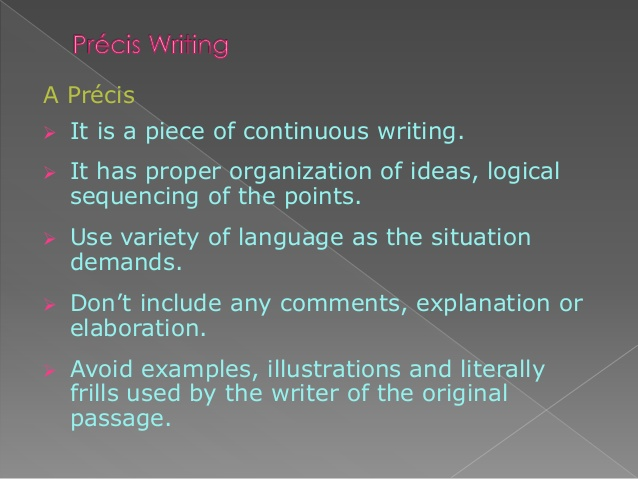 Précis Writing
A Précis
➢ It is a piece of continuous writing.
➢ It has proper organization of ideas, logical
sequencing of the points.
➢ Use variety of language as the situation
demands.
➢ Don’t include any comments, explanation or
elaboration.
➢ Avoid examples, illustrations and literally
frills used by the writer of the original
passage.